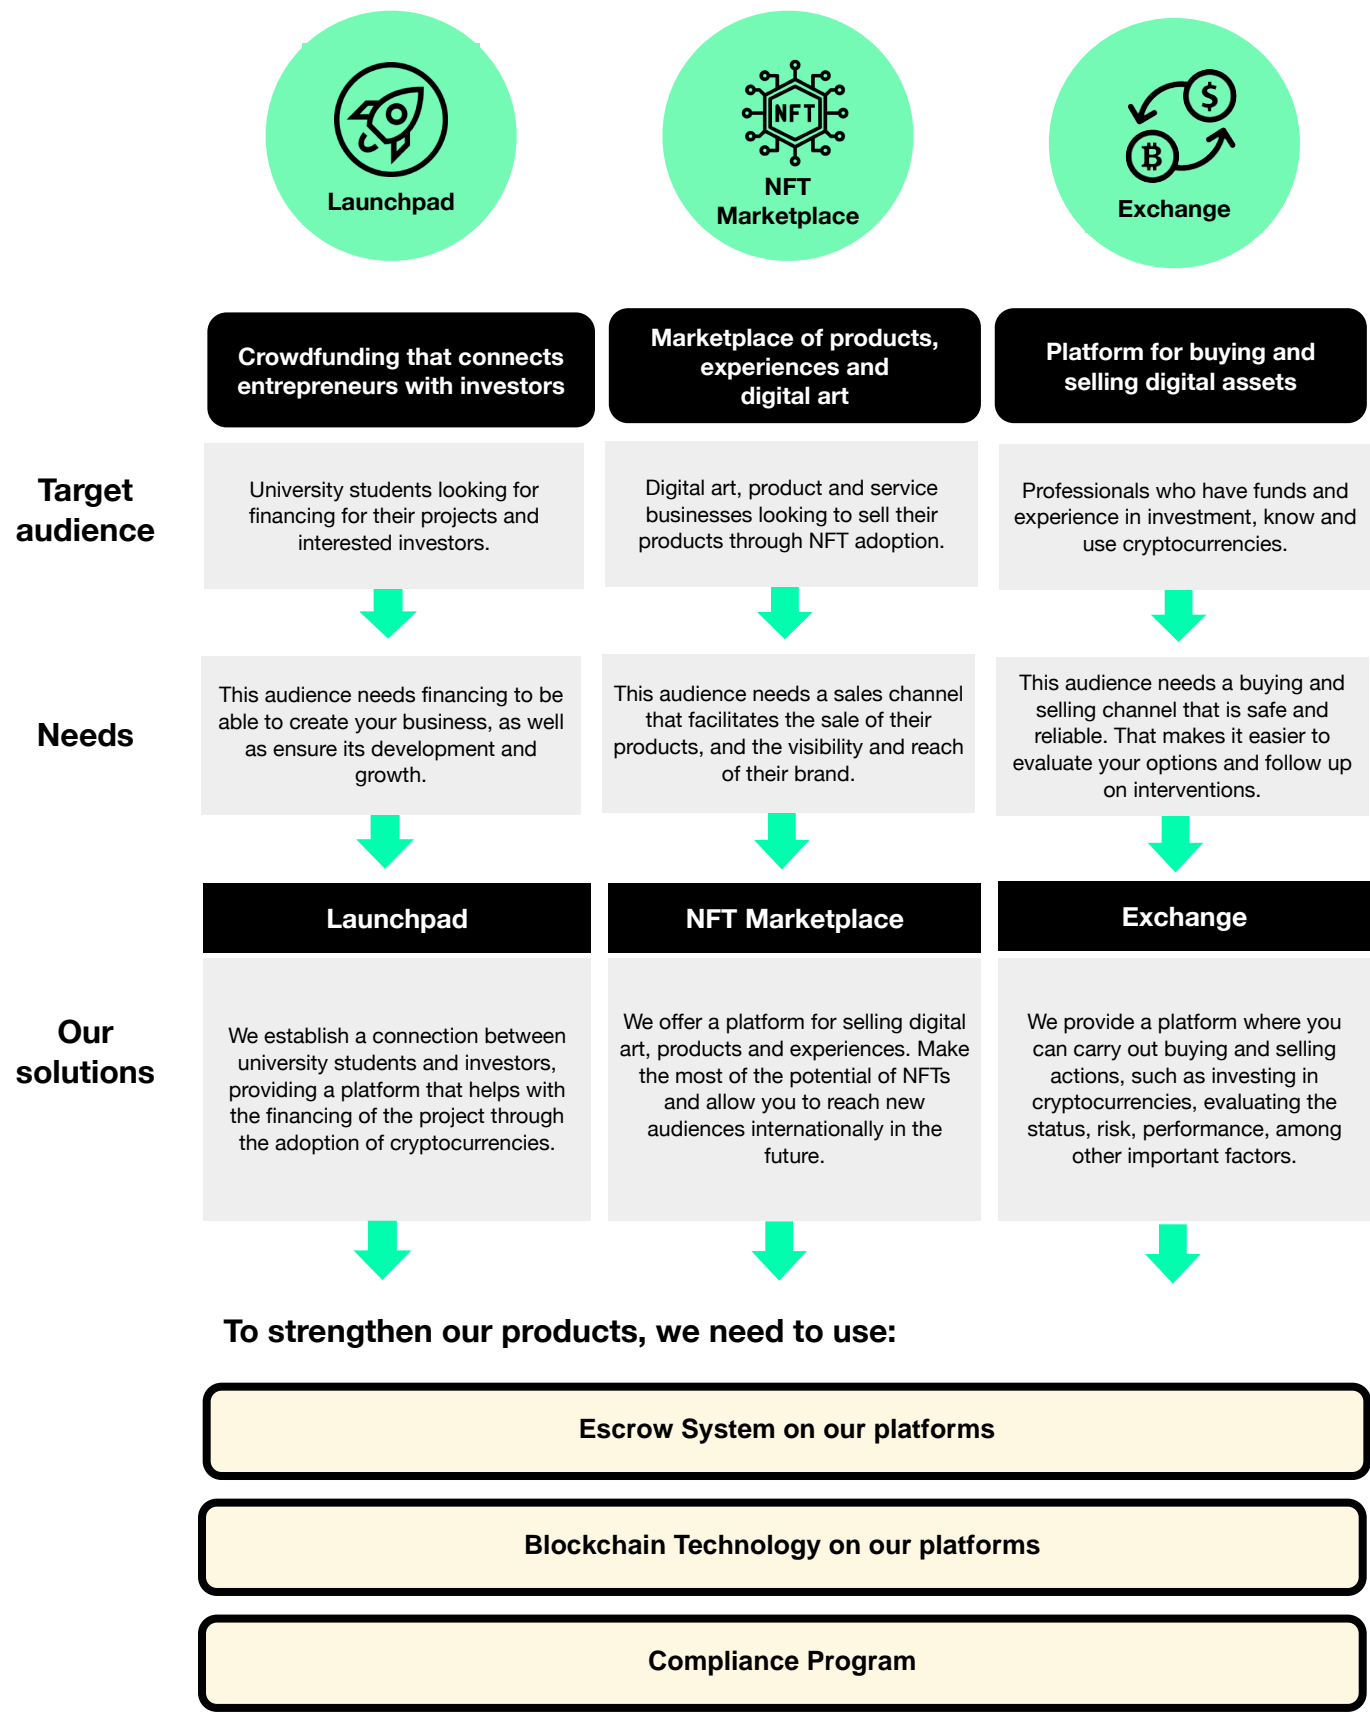 Launchpad
NFT
NFT
Marketplace
$
Exchange
Crowdfunding that connects
entrepreneurs with investors
Marketplace of products,
experiences and
digital art
Platform for buying and
selling digital assets
Target
audience
University students looking for
financing for their projects and
interested investors.
Digital art, product and service
businesses looking to sell their
products through NFT adoption.
Professionals who have funds and
experience in investment, know and
use cryptocurrencies.
Needs
This audience needs financing to be
able to create your business, as well
as ensure its development and
growth.
This audience needs a sales channel
that facilitates the sale of their
products, and the visibility and reach
of their brand.
This audience needs a buying and
selling channel that is safe and
reliable. That makes it easier to
evaluate your options and follow up
on interventions.
Our
solutions
Launchpad
We establish a connection between
university students and investors,
providing a platform that helps with
the financing of the project through
the adoption of cryptocurrencies.
NFT Marketplace
We offer a platform for selling digital
art, products and experiences. Make
the most of the potential of NFTs
and allow you to reach new
audiences internationally in the
future.
Exchange
We provide a platform where you
can carry out buying and selling
actions, such as investing in
cryptocurrencies, evaluating the
status, risk, performance, among
other important factors.
To strengthen our products, we need to use:
Escrow System on our platforms
Blockchain Technology on our platforms
Compliance Program